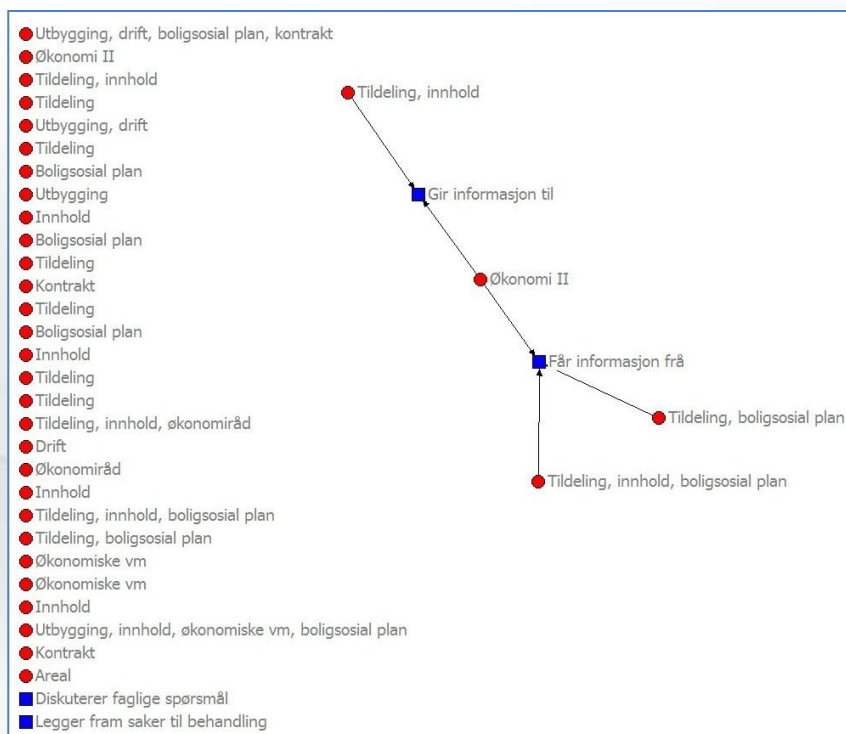 Utbygging, drift, boligsosial plan, kontrakt
Økonomi II
Tildeling, innhold
Tildeling
Utbygging, drift
Tildeling
Boligsosial plan
Utbygging
Innhold
Boligsosial plan
Tildeling
Kontrakt
Tildeling
Boligsosial plan
Innhold
Tildeling
Tildeling
Tildeling, innhold, økonomiråd
Drift
Økonomiråd
Innhold
Tildeling, innhold, boligsosial plan
Tildeling, boligsosial plan
Økonomiske vm
Økonomiske vm
Innhold
Utbygging, innhold, økonomiske vm, boligsosial plan
Kontrakt
Areal
Diskuterer faglige spørsmål
Legger fram saker til behandling
Tildeling, innhold
Gir informasjon til
Økonomi II
Får informasjon frå
Tildeling, boligsosial plan
Tildeling, innhold, boligsosial plan